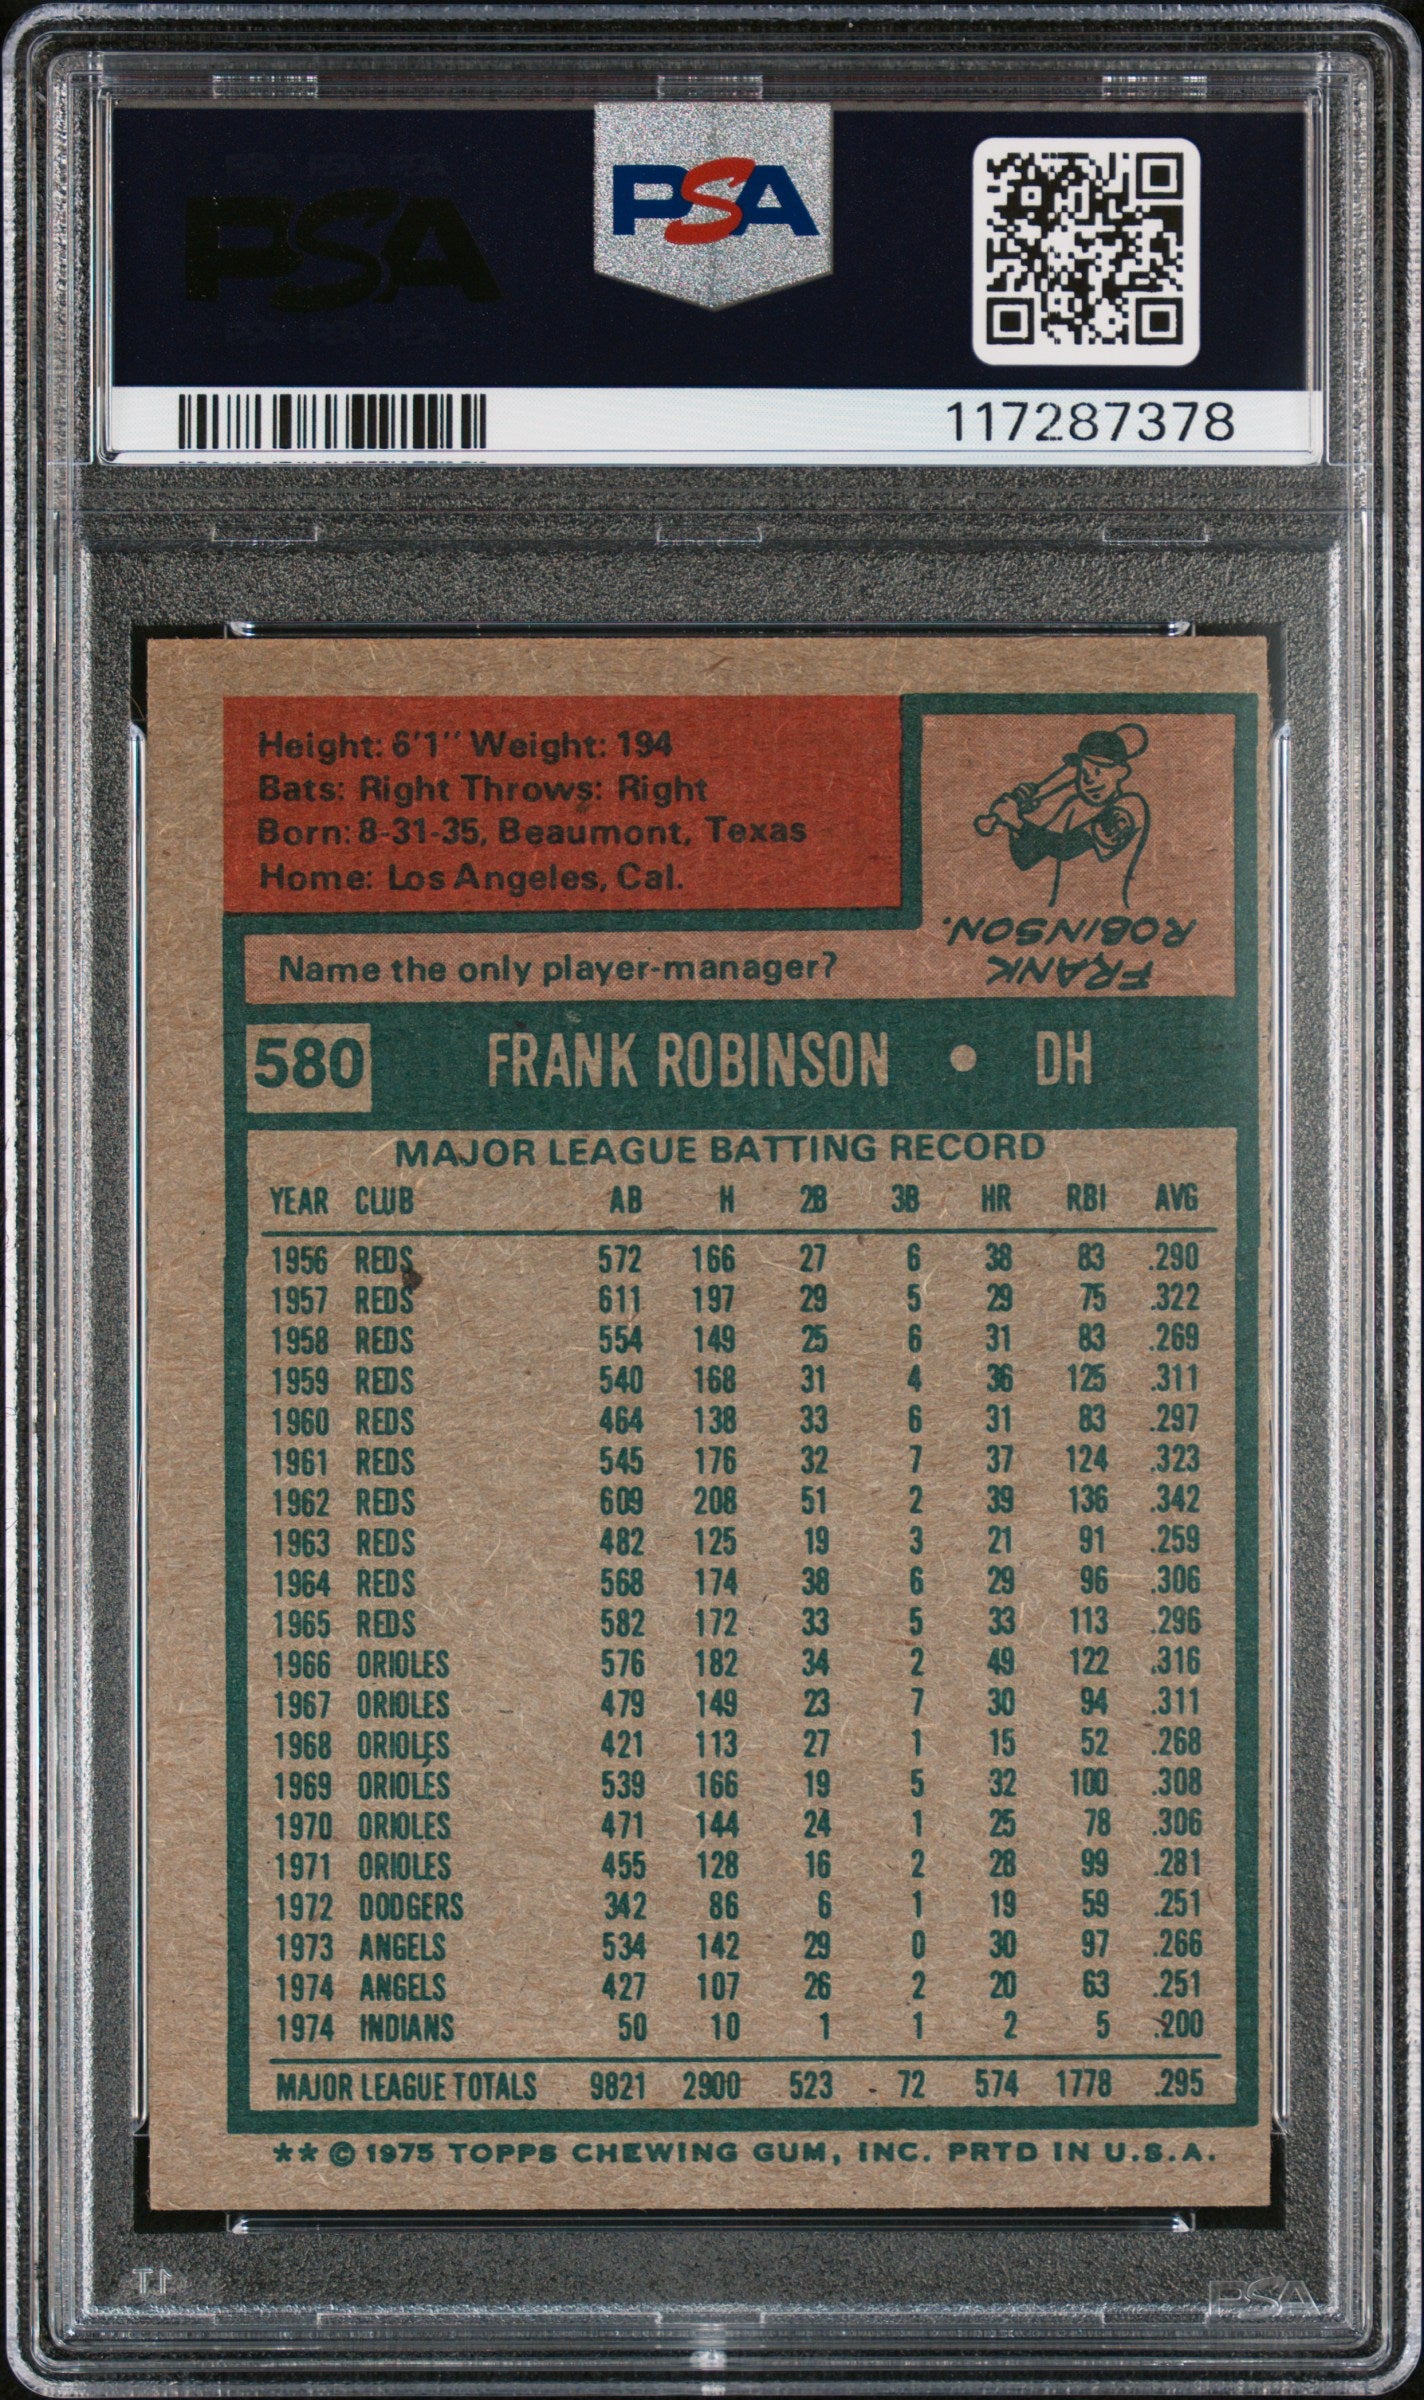 PSA
PSA
117287378
Height: 6'1" Weight: 194
Bats: Right Throws: Right
Born: 8-31-35, Beaumont, Texas
Home: Los Angeles, Cal.
FRANK
ROBINSON.
Name the only player-manager?
580 FRANK ROBINSON • DH
MAJOR LEAGUE BATTING RECORD
YEAR CLUB AB H 2B 3B HR RBI AVG
1956 REDS 572 166 27 6 38 83 .290
1957 REDS 611 197 29 5 29 75 .322
1958 REDS 554 149 25 6 31 83 .269
1959 REDS 540 168 31 4 36 125 .311
1960 REDS 464 138 33 6 31 83 .297
1961 REDS 545 176 32 7 37 124 .323
1962 REDS 609 208 51 2 39 136 .342
1963 REDS 482 125 19 3 21 91 .259
1964 REDS 568 174 38 6 29 96 .306
1965 REDS 582 172 33 5 33 113 .296
1966 ORIOLES 576 182 34 2 49 122 .316
1967 ORIOLES 479 149 23 7 30 94 .311
1968 ORIOLES 421 113 27 1 15 52 .268
1969 ORIOLES 539 166 19 5 32 100 .308
1970 ORIOLES 471 144 24 1 25 78 .306
1971 ORIOLES 455 128 16 2 28 99 .281
1972 DODGERS 342 86 6 1 19 59 .251
1973 ANGELS 534 142 29 0 30 97 .266
1974 ANGELS 427 107 26 2 20 63 .251
1974 INDIANS 50 10 1 1 2 5 .200
MAJOR LEAGUE TOTALS 9821 2900 523 72 574 1778 .295
** © 1975 TOPPS CHEWING GUM, INC. PRTD IN U.S.A.
PSA